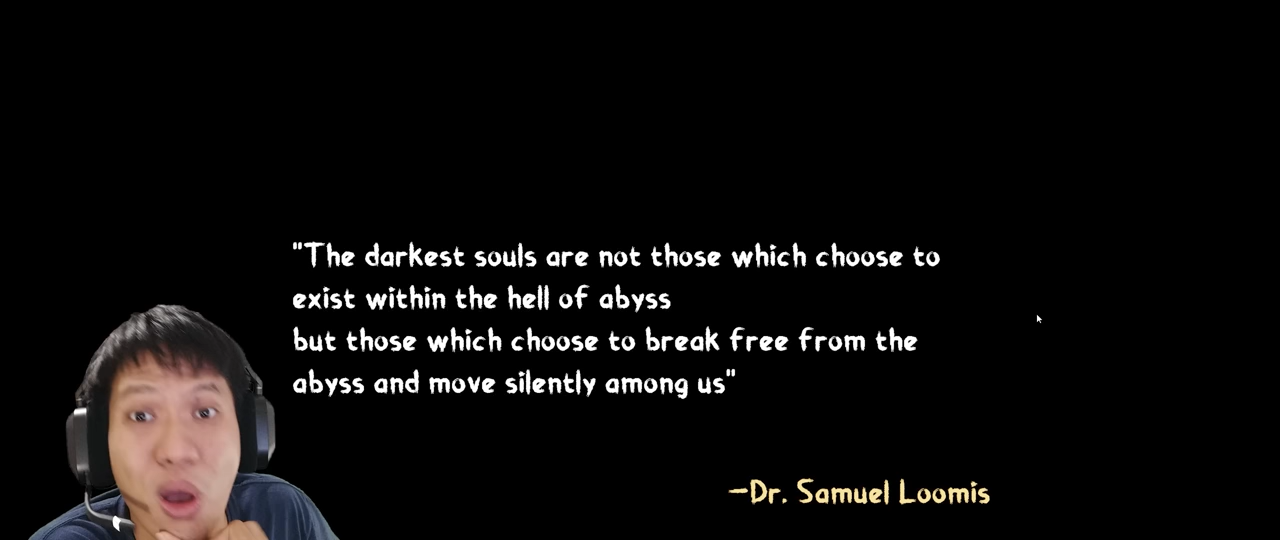 "The darkest souls are not those which choose to
exist within the hell of abyss
but those which choose to break free from the
abyss and move silently among us"
–Dr. Samuel Loomis